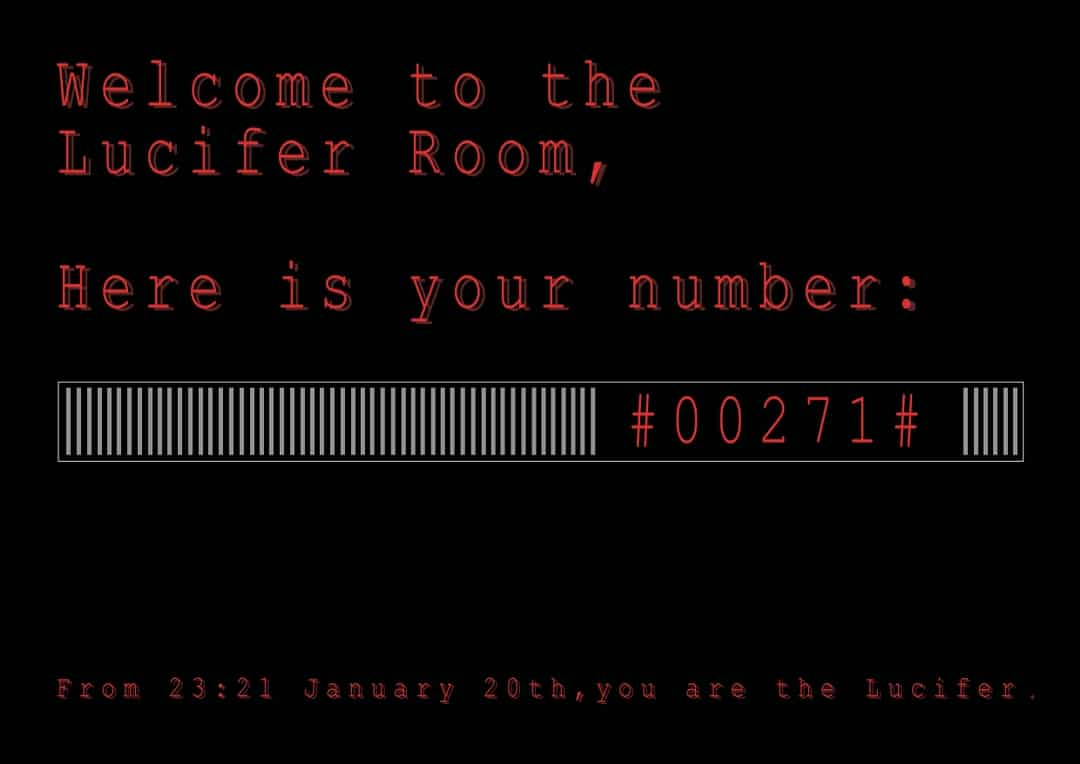 Welcome to the
Lucifer Room,
Here is your number:
#00271#
From 23:21 January 20th,you are the Lucifer.